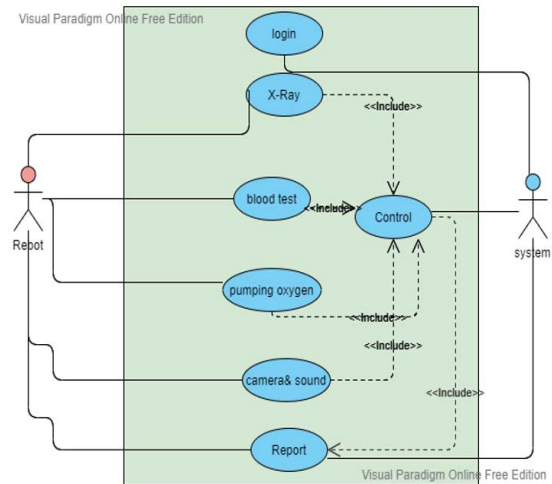 Visual Paradigm Online Free Edition
login
X-Ray
<<Include>>
blood test
<<Include>>
Control
Rebot
system
pumping oxygen
<<Include>>
<<Include>>
camera& sound
<<Include>>
Report
Visual Paradigm Online Free Edition